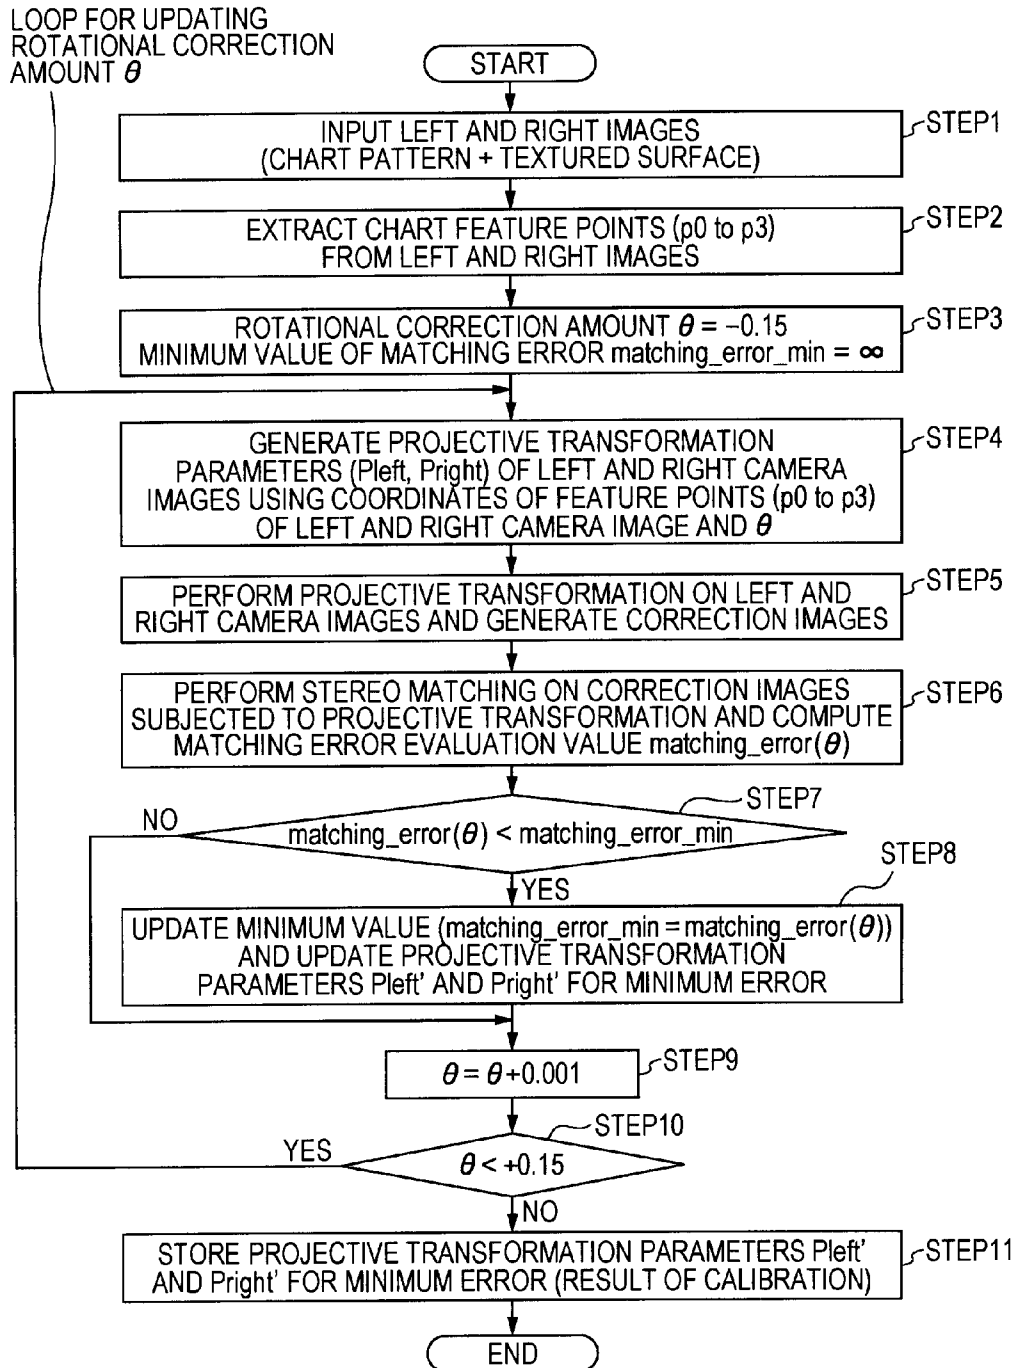 LOOP FOR UPDATING
ROTATIONAL CORRECTION
AMOUNT θ
START
INPUT LEFT AND RIGHT IMAGES
(CHART PATTERN + TEXTURED SURFACE)
STEP1
EXTRACT CHART FEATURE POINTS (p0 to p3)
FROM LEFT AND RIGHT IMAGES
STEP2
ROTATIONAL CORRECTION AMOUNT θ = −0.15
MINIMUM VALUE OF MATCHING ERROR matching_error_min = ∞
STEP3
GENERATE PROJECTIVE TRANSFORMATION
PARAMETERS (Pleft, Pright) OF LEFT AND RIGHT CAMERA
IMAGES USING COORDINATES OF FEATURE POINTS (p0 to p3)
OF LEFT AND RIGHT CAMERA IMAGE AND θ
STEP4
PERFORM PROJECTIVE TRANSFORMATION ON LEFT AND
RIGHT CAMERA IMAGES AND GENERATE CORRECTION IMAGES
STEP5
PERFORM STEREO MATCHING ON CORRECTION IMAGES
SUBJECTED TO PROJECTIVE TRANSFORMATION AND COMPUTE
MATCHING ERROR EVALUATION VALUE matching_error(θ)
STEP6
STEP7
NO
matching_error(θ) < matching_error_min
YES
STEP8
UPDATE MINIMUM VALUE (matching_error_min = matching_error(θ))
AND UPDATE PROJECTIVE TRANSFORMATION
PARAMETERS Pleft' AND Pright' FOR MINIMUM ERROR
θ = θ+0.001
STEP9
STEP10
YES
θ < +0.15
NO
STORE PROJECTIVE TRANSFORMATION PARAMETERS Pleft'
AND Pright' FOR MINIMUM ERROR (RESULT OF CALIBRATION)
STEP11
END